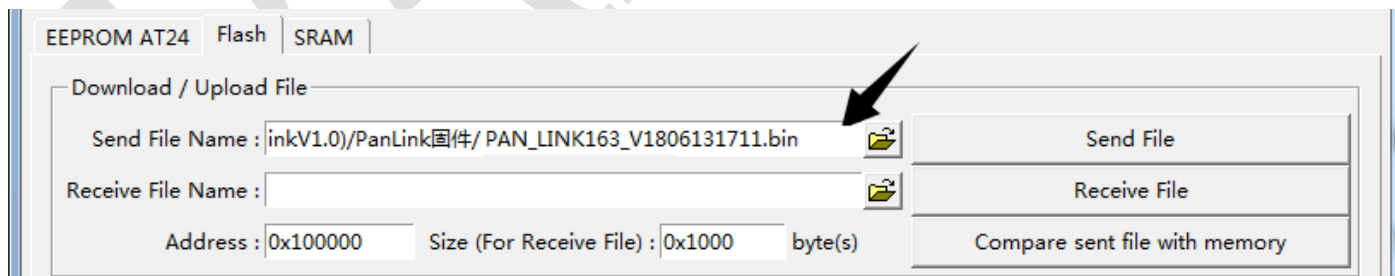 EEPROM AT24 Flash SRAM
Download / Upload File
Send File Name : inkV1.0)/PanLink固件/ PAN_LINK163_V1806131711.bin Send File
Receive File Name : Receive File
Address : 0x100000 Size (For Receive File) : 0x1000 byte(s) Compare sent file with memory